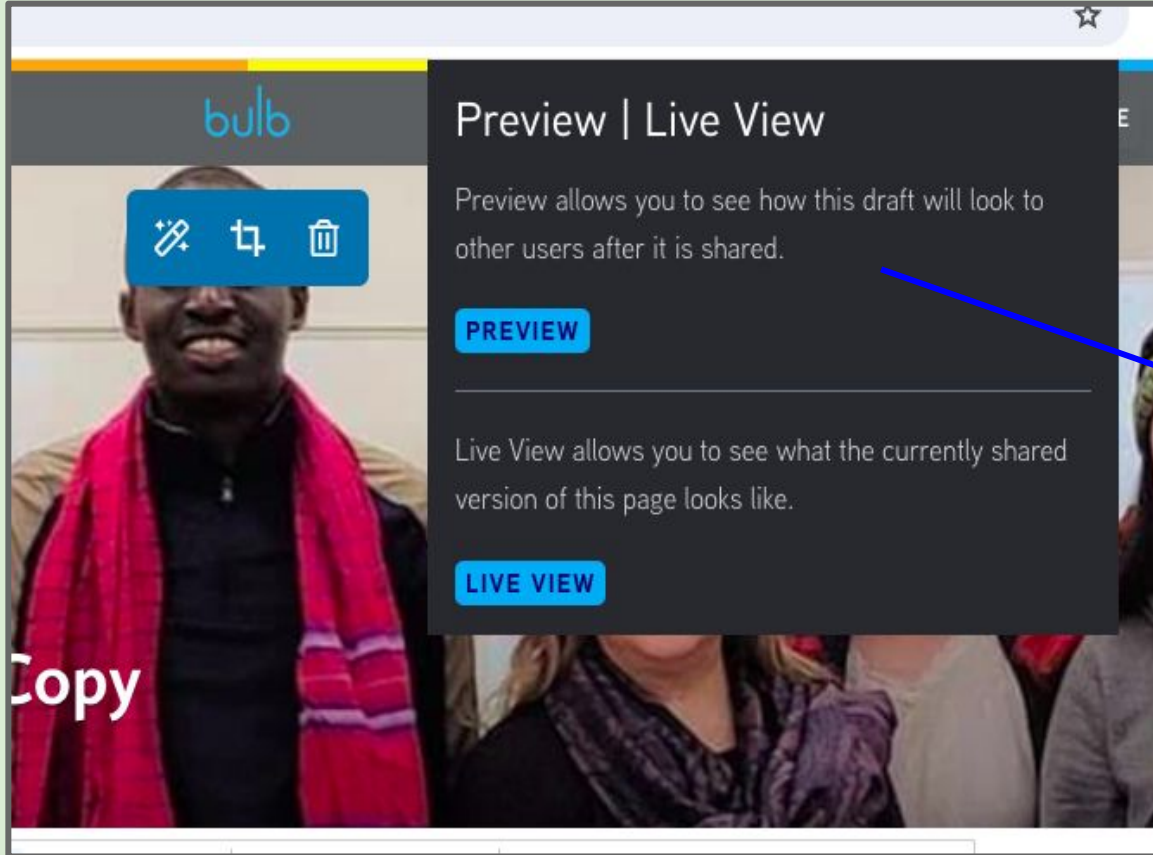 bulb
Preview | Live View
E
Preview allows you to see how this draft will look to
other users after it is shared.
PREVIEW
Live View allows you to see what the currently shared
version of this page looks like.
LIVE VIEW
Copy